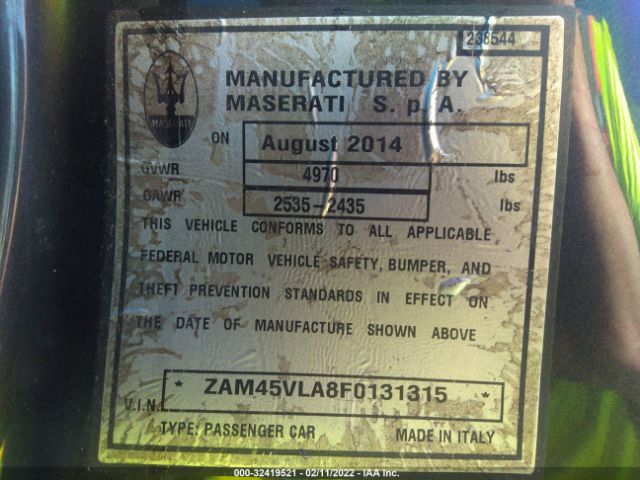 238544
MASERATI
MANUFACTURED BY
MASERATI S. p. A.
ON August 2014
GVWR 4970 lbs
GAWR 2535-2435 lbs
THIS VEHICLE CONFORMS TO ALL APPLICABLE
FEDERAL MOTOR VEHICLE SAFETY, BUMPER, AND
THEFT PREVENTION STANDARDS IN EFFECT ON
THE DATE OF MANUFACTURE SHOWN ABOVE
V.I.N. * ZAM45VLA8F0131315 *
TYPE: PASSENGER CAR MADE IN ITALY
000-32419521 - 02/11/2022 - IAA Inc.